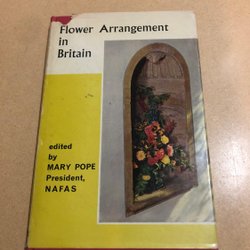 Flower Arrangement
in
Britain
edited
by
MARY POPE
President,
NAFAS